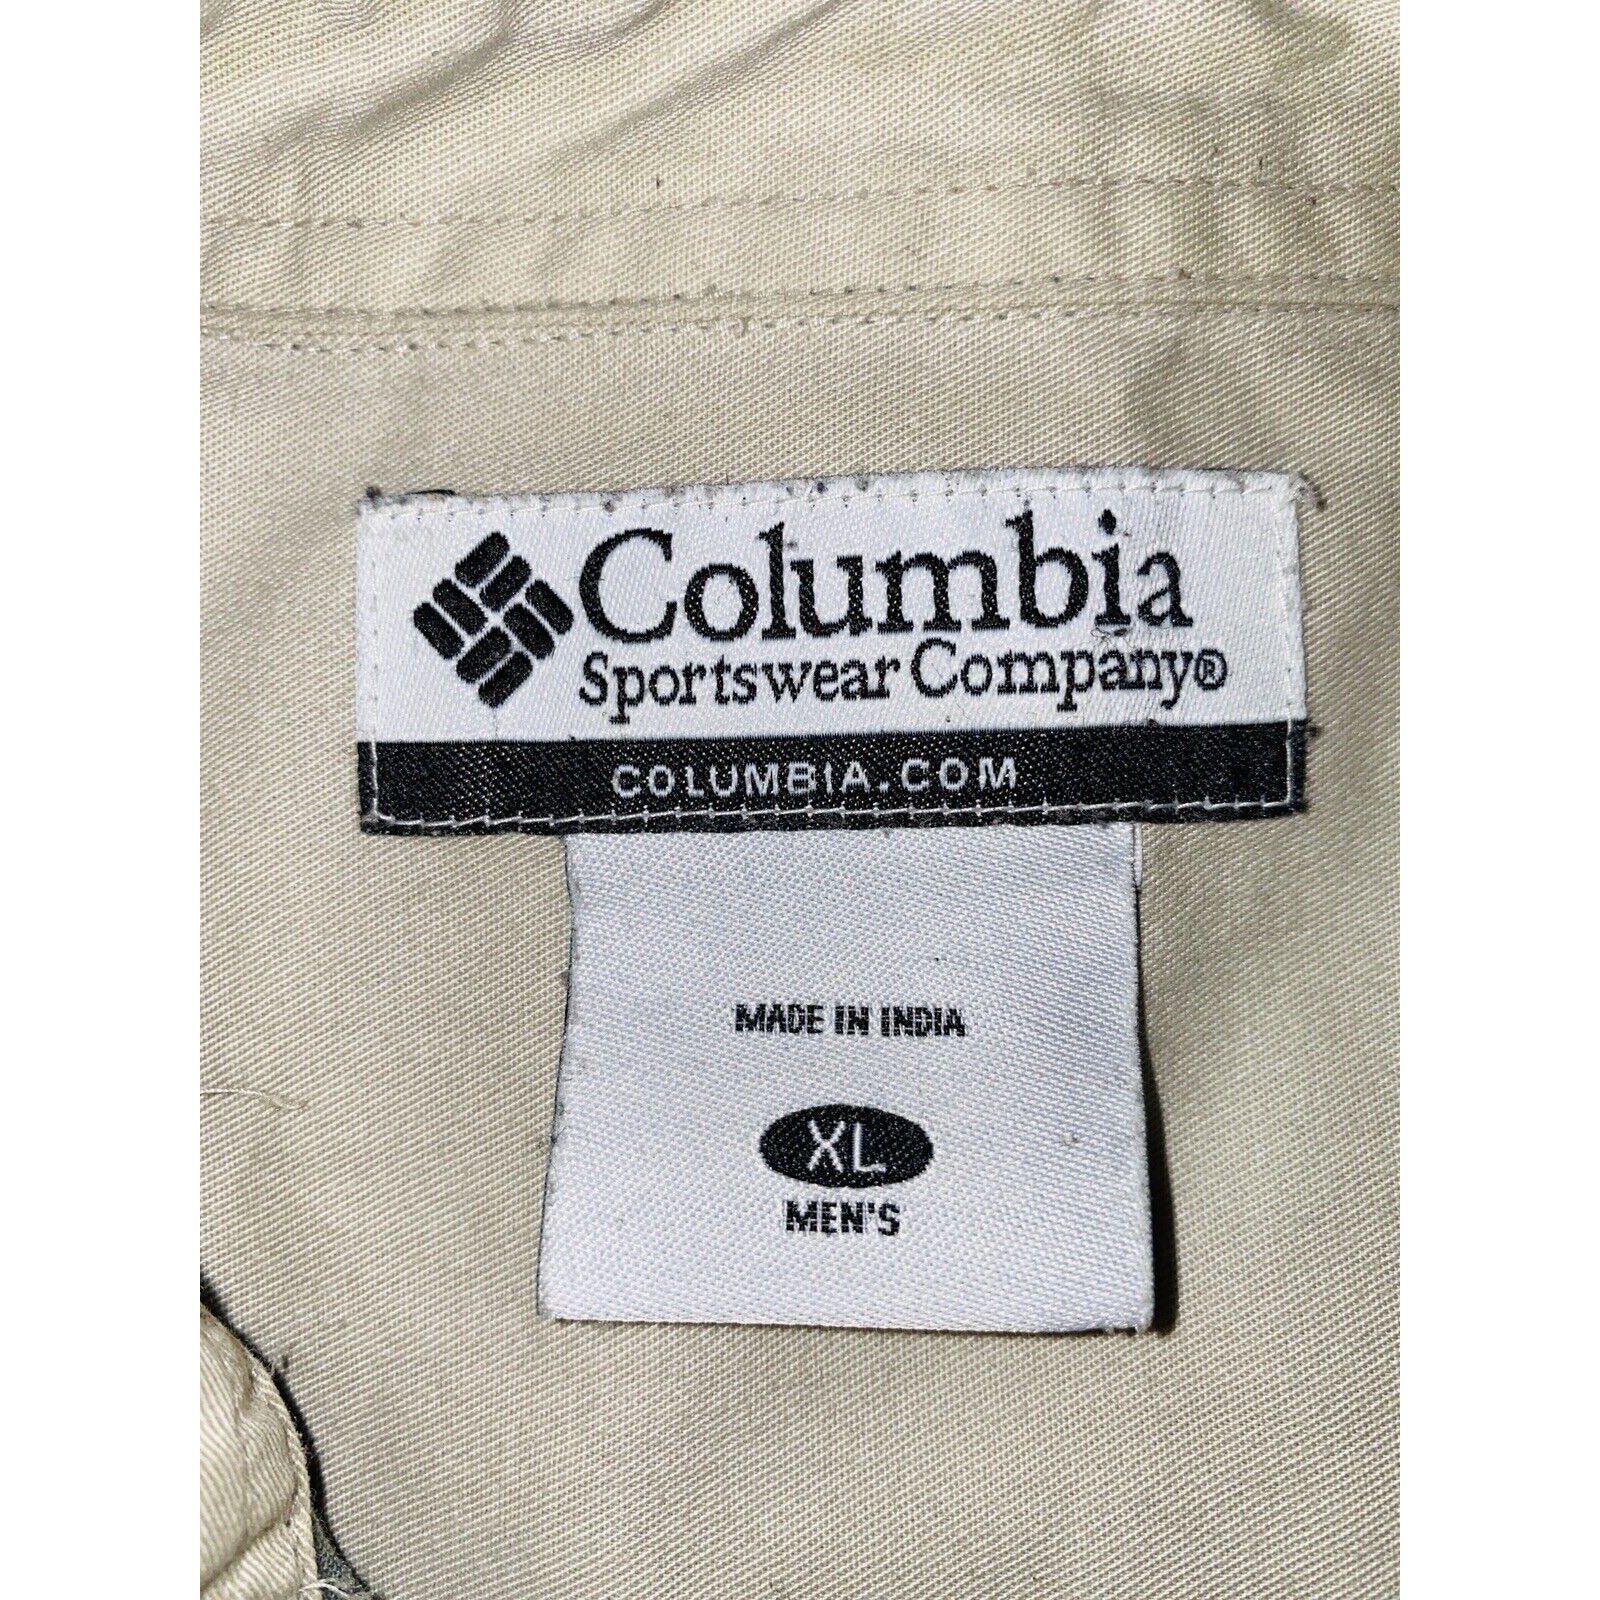 Columbia
Sportswear Company®
COLUMBIA.COM
MADE IN INDIA
XL
MEN'S